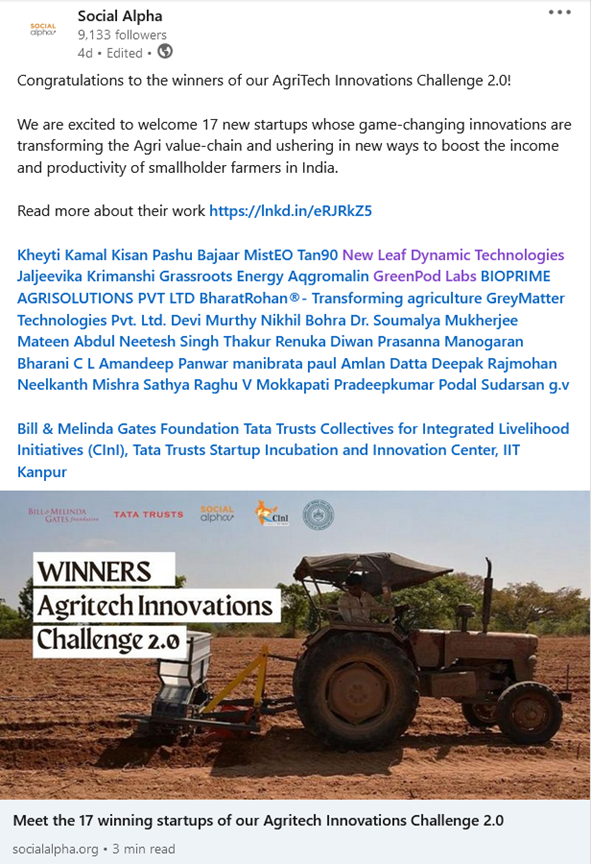 SOCIAL
alpha
Social Alpha
9,133 followers
4d • Edited •
Congratulations to the winners of our AgriTech Innovations Challenge 2.0!
We are excited to welcome 17 new startups whose game-changing innovations are
transforming the Agri value-chain and ushering in new ways to boost the income
and productivity of smallholder farmers in India.
Read more about their work https://lnkd.in/eRJRkZ5
Kheyti Kamal Kisan Pashu Bajaar MistEO Tan90 New Leaf Dynamic Technologies
Jaljeevika Krimanshi Grassroots Energy Aqgromalin GreenPod Labs BIOPRIME
AGRISOLUTIONS PVT LTD BharatRohan®- Transforming agriculture GreyMatter
Technologies Pvt. Ltd. Devi Murthy Nikhil Bohra Dr. Soumalya Mukherjee
Mateen Abdul Neetesh Singh Thakur Renuka Diwan Prasanna Manogaran
Bharani C L Amandeep Panwar manibrata paul Amlan Datta Deepak Rajmohan
Neelkanth Mishra Sathya Raghu V Mokkapati Pradeepkumar Podal Sudarsan g.v
Bill & Melinda Gates Foundation Tata Trusts Collectives for Integrated Livelihood
Initiatives (CInI), Tata Trusts Startup Incubation and Innovation Center, IIT
Kanpur
BILL & MELINDA
GATES foundation
TATA TRUSTS
SOCIAL
alpha
CInI
WINNERS
Agritech Innovations
Challenge 2.0
Meet the 17 winning startups of our Agritech Innovations Challenge 2.0
socialalpha.org • 3 min read